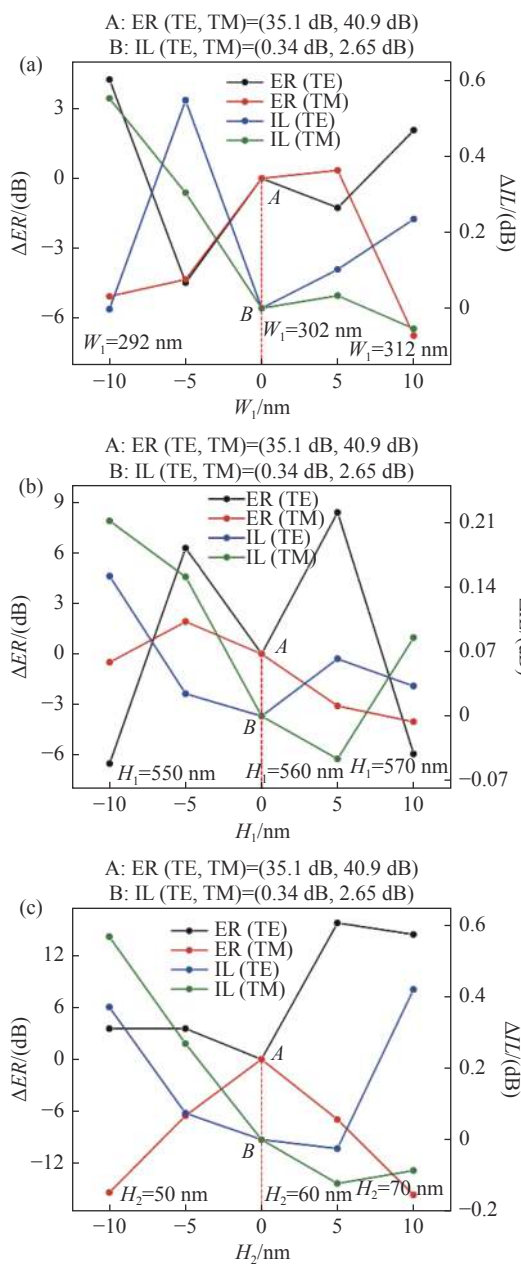 A: ER (TE, TM)=(35.1 dB, 40.9 dB)
B: IL (TE, TM)=(0.34 dB, 2.65 dB)
(a)
ER (TE)
ER (TM)
IL (TE)
IL (TM)
3
0
−3
−6
ΔER/(dB)
0.6
0.4
0.2
0
ΔIL/(dB)
A
B
W₁=292 nm
W₁=302 nm
W₁=312 nm
−10 −5 0 5 10
W₁/nm
A: ER (TE, TM)=(35.1 dB, 40.9 dB)
B: IL (TE, TM)=(0.34 dB, 2.65 dB)
(b)
ER (TE)
ER (TM)
IL (TE)
IL (TM)
9
6
3
0
−3
−6
ΔER/(dB)
0.21
0.14
0.07
0
−0.07
A
B
H₁=550 nm
H₁=560 nm
H₁=570 nm
−10 −5 0 5 10
H₁/nm
A: ER (TE, TM)=(35.1 dB, 40.9 dB)
B: IL (TE, TM)=(0.34 dB, 2.65 dB)
(c)
ER (TE)
ER (TM)
IL (TE)
IL (TM)
12
6
0
−6
−12
ΔER/(dB)
0.6
0.4
0.2
0
−0.2
ΔIL/(dB)
A
B
H₂=50 nm
H₂=60 nm
H₂=70 nm
−10 −5 0 5 10
H₂/nm